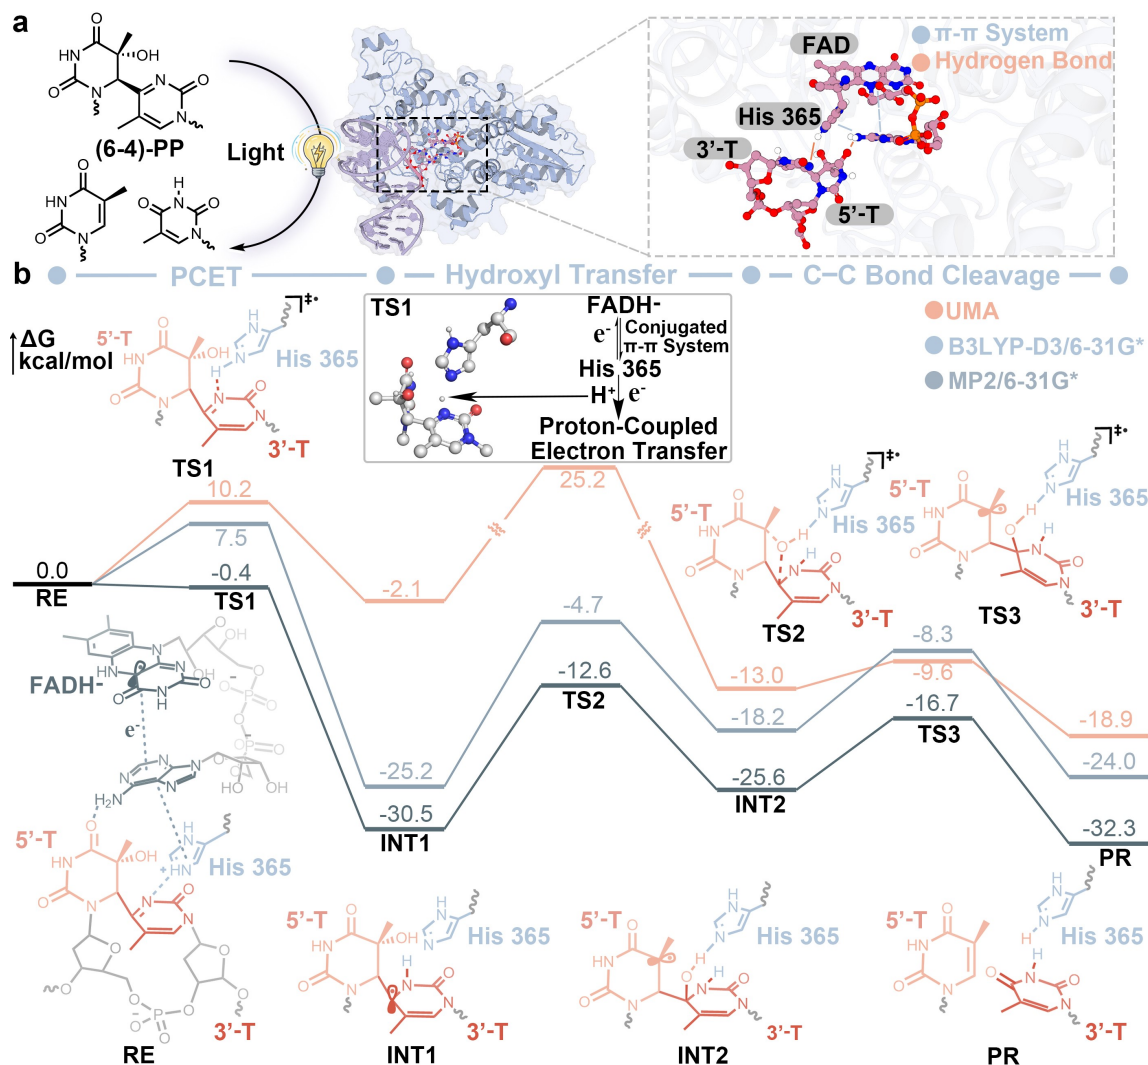 a
O
HN
OH
O
N
H
N
N
O
N
(6-4)-PP
Light
O
HN
O
N
H
O
N
O
N
π-π System
Hydrogen Bond
FAD
His 365
3'-T
5'-T
b
PCET
Hydroxyl Transfer
C–C Bond Cleavage
UMA
B3LYP-D3/6-31G*
MP2/6-31G*
ΔG
kcal/mol
5'-T
His 365
‡•
3'-T
TS1
TS1
FADH-
e- Conjugated
π-π System
His 365
H+ e-
Proton-Coupled
Electron Transfer
5'-T
His 365
‡•
3'-T
TS2
5'-T
His 365
‡•
3'-T
TS3
10.2
25.2
7.5
0.0
RE
-0.4
TS1
-2.1
-4.7
-12.6
TS2
-13.0
-8.3
-9.6
-18.2
-16.7
TS3
-18.9
-25.2
-30.5
INT1
-25.6
INT2
-24.0
-32.3
PR
FADH-
e-
H2N
5'-T
His 365
3'-T
RE
5'-T
His 365
3'-T
INT1
5'-T
His 365
3'-T
INT2
5'-T
His 365
3'-T
PR